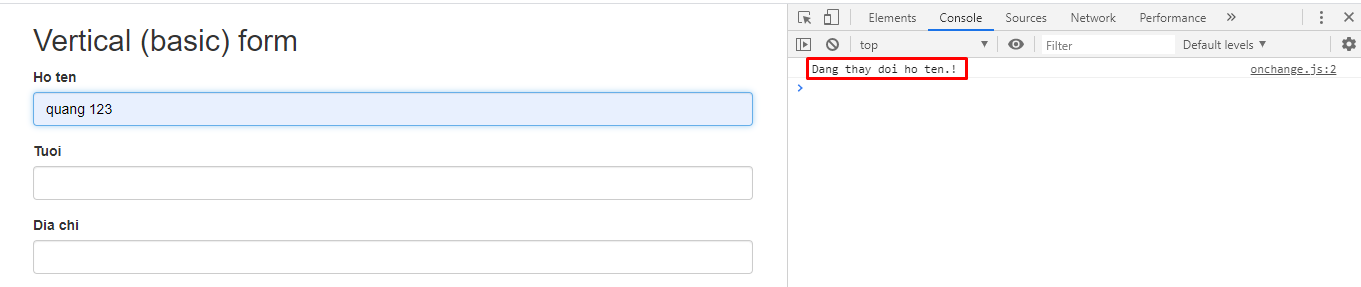 Vertical (basic) form
Ho ten
quang 123
Tuoi
Dia chi
Elements Console Sources Network Performance »
top ▼ Filter Default levels ▼
Dang thay doi ho ten.! onchange.js:2
>